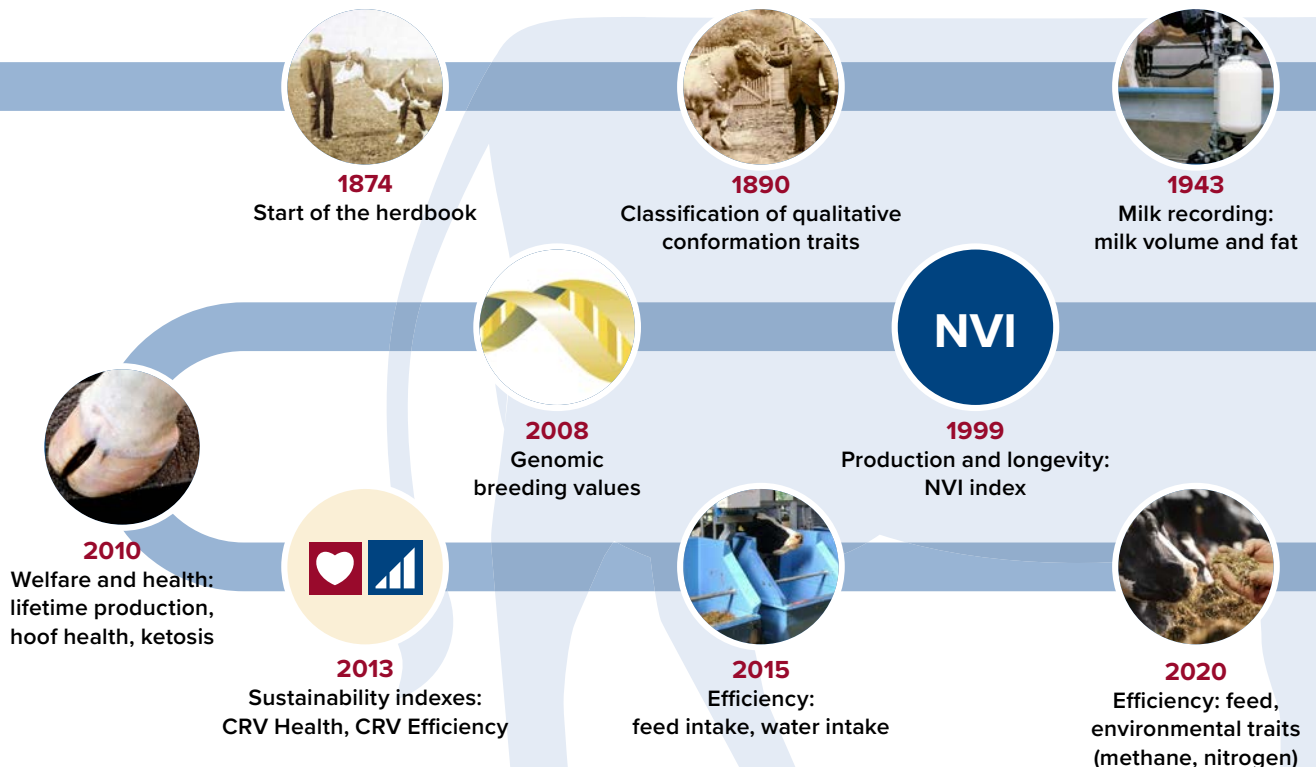 1874
Start of the herdbook
1890
Classification of qualitative
conformation traits
1943
Milk recording:
milk volume and fat
NVI
1999
Production and longevity:
NVI index
2008
Genomic
breeding values
2010
Welfare and health:
lifetime production,
hoof health, ketosis
2013
Sustainability indexes:
CRV Health, CRV Efficiency
2015
Efficiency:
feed intake, water intake
2020
Efficiency: feed,
environmental traits
(methane, nitrogen)